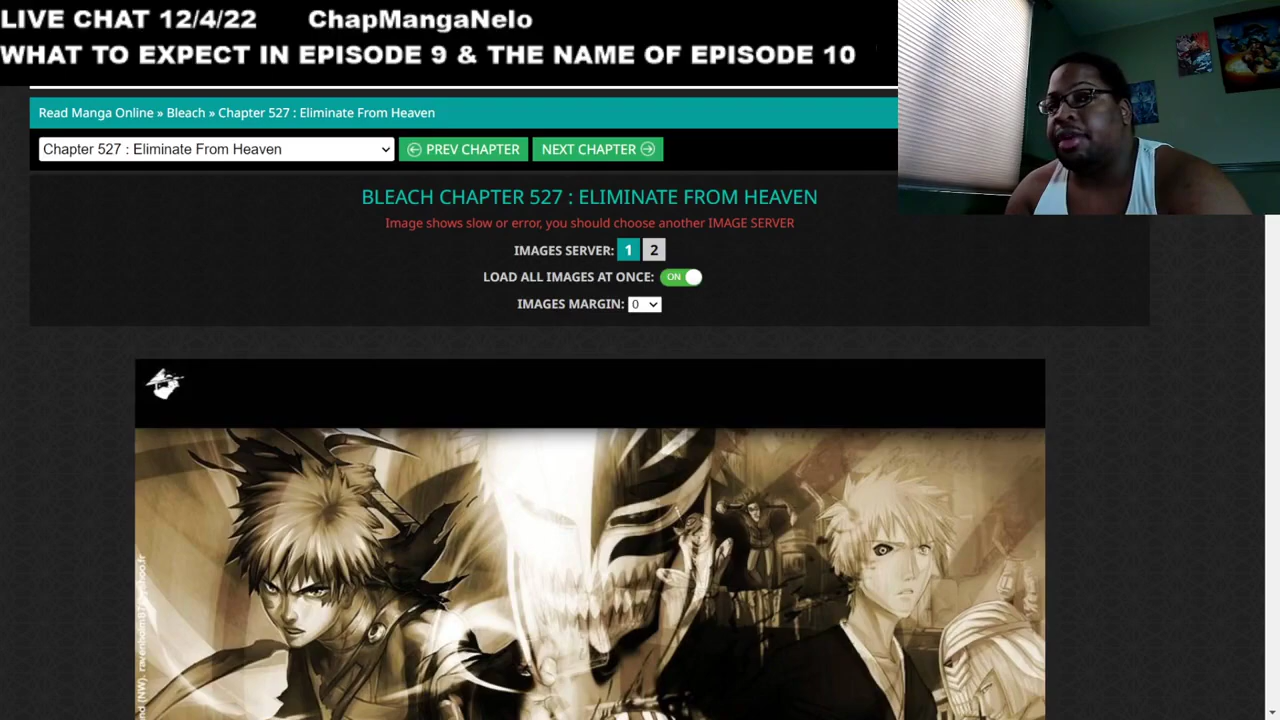 LIVE CHAT 12/4/22 ChapMangaNelo
WHAT TO EXPECT IN EPISODE 9 & THE NAME OF EPISODE 10
Read Manga Online » Bleach » Chapter 527 : Eliminate From Heaven
Chapter 527 : Eliminate From Heaven
PREV CHAPTER
NEXT CHAPTER
BLEACH CHAPTER 527 : ELIMINATE FROM HEAVEN
Image shows slow or error, you should choose another IMAGE SERVER
IMAGES SERVER: 1 2
LOAD ALL IMAGES AT ONCE: ON
IMAGES MARGIN: 0